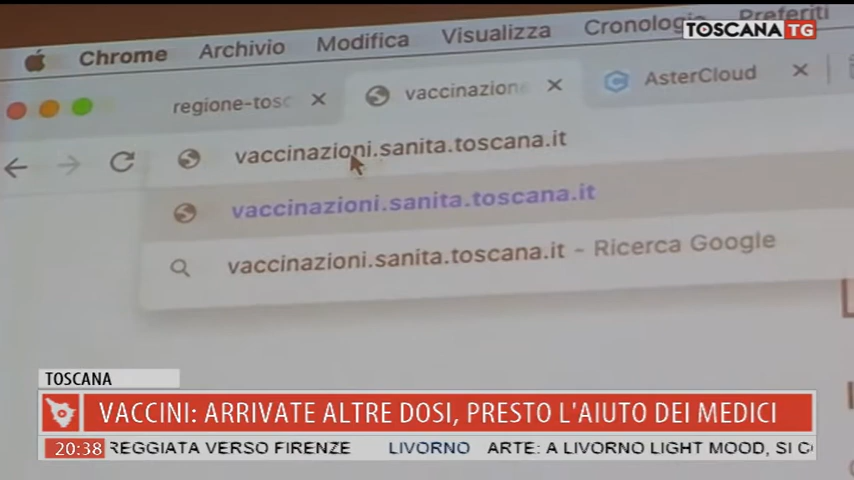 Chrome Archivio Modifica Visualizza Cronologia Preferiti
TOSCANA TG
regione-tosc vaccinazion AsterCloud
vaccinazioni.sanita.toscana.it
vaccinazioni.sanita.toscana.it
vaccinazioni.sanita.toscana.it - Ricerca Google
TOSCANA
VACCINI: ARRIVATE ALTRE DOSI, PRESTO L'AIUTO DEI MEDICI
20:38 REGGIATA VERSO FIRENZE LIVORNO ARTE: A LIVORNO LIGHT MOOD, SI